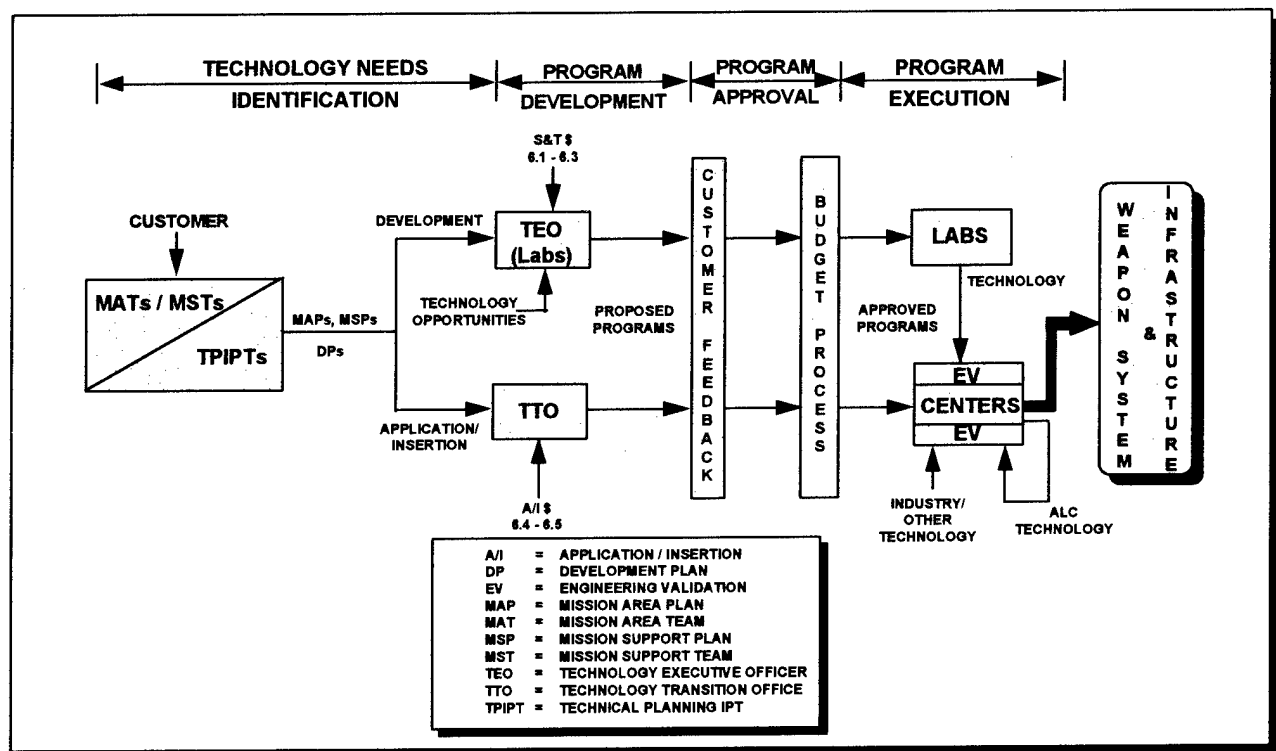 TECHNOLOGY NEEDS
IDENTIFICATION
PROGRAM
DEVELOPMENT
PROGRAM
APPROVAL
PROGRAM
EXECUTION
S&T $
6.1 - 6.3
CUSTOMER
MATs / MSTs
TPIPTs
MAPs, MSPs
DPs
DEVELOPMENT
TEO
(Labs)
TECHNOLOGY
OPPORTUNITIES
APPLICATION/
INSERTION
TTO
A/I $
6.4 - 6.5
PROPOSED
PROGRAMS
CUSTOMER FEEDBACK
BUDGET PROCESS
LABS
TECHNOLOGY
APPROVED
PROGRAMS
EV
CENTERS
EV
INDUSTRY/
OTHER
TECHNOLOGY
ALC
TECHNOLOGY
WEAPON SYSTEM
&
INFRASTRUCTURE
A/I = APPLICATION / INSERTION
DP = DEVELOPMENT PLAN
EV = ENGINEERING VALIDATION
MAP = MISSION AREA PLAN
MAT = MISSION AREA TEAM
MSP = MISSION SUPPORT PLAN
MST = MISSION SUPPORT TEAM
TEO = TECHNOLOGY EXECUTIVE OFFICER
TTO = TECHNOLOGY TRANSITION OFFICE
TPIPT = TECHNICAL PLANNING IPT